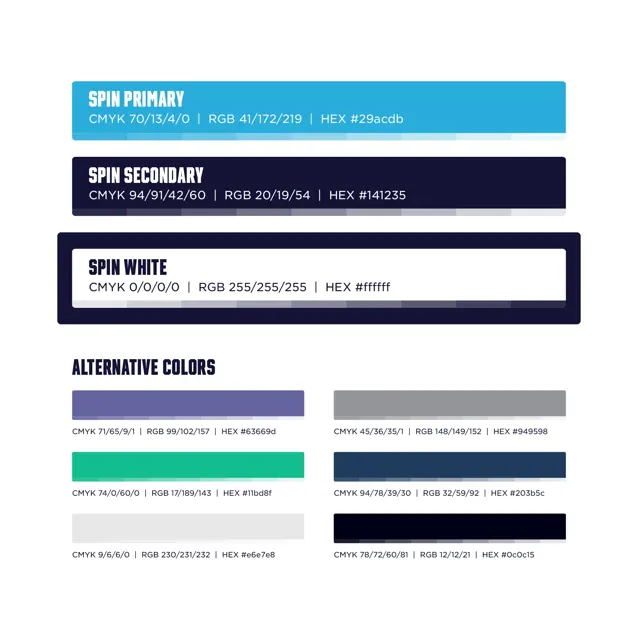 SPIN PRIMARY
CMYK 70/13/4/0 | RGB 41/172/219 | HEX #29acdb
SPIN SECONDARY
CMYK 94/91/42/60 | RGB 20/19/54 | HEX #141235
SPIN WHITE
CMYK 0/0/0/0 | RGB 255/255/255 | HEX #ffffff
ALTERNATIVE COLORS
CMYK 71/65/9/1 | RGB 99/102/157 | HEX #63669d
CMYK 45/36/35/1 | RGB 148/149/152 | HEX #949598
CMYK 74/0/60/0 | RGB 17/189/143 | HEX #11bd8f
CMYK 94/78/39/30 | RGB 32/59/92 | HEX #203b5c
CMYK 9/6/6/0 | RGB 230/231/232 | HEX #e6e7e8
CMYK 78/72/60/81 | RGB 12/12/21 | HEX #0c0c15